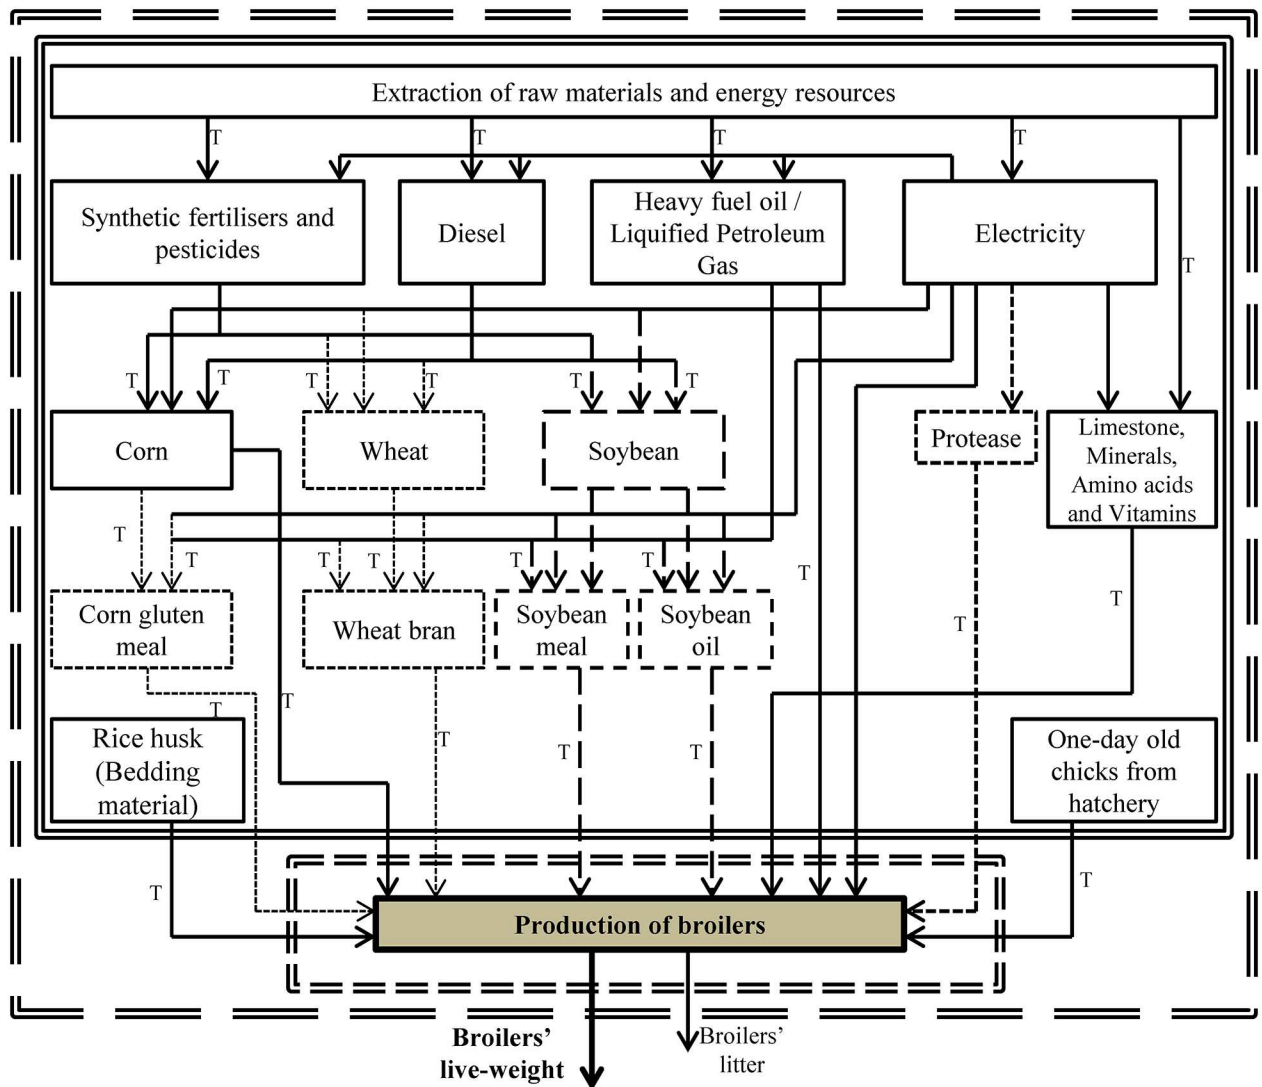 Extraction of raw materials and energy resources
T
T
T
T
Synthetic fertilisers and
pesticides
Diesel
Heavy fuel oil /
Liquified Petroleum
Gas
Electricity
T
T
T
T
T
T
T
Corn
Wheat
Soybean
Protease
Limestone,
Minerals,
Amino acids
and Vitamins
T
T
T
T
T
T
T
Corn gluten
meal
Wheat bran
Soybean
meal
Soybean
oil
T
T
T
T
T
T
T
Rice husk
(Bedding
material)
One-day old
chicks from
hatchery
T
T
Production of broilers
Broilers’
live-weight
Broilers’
litter